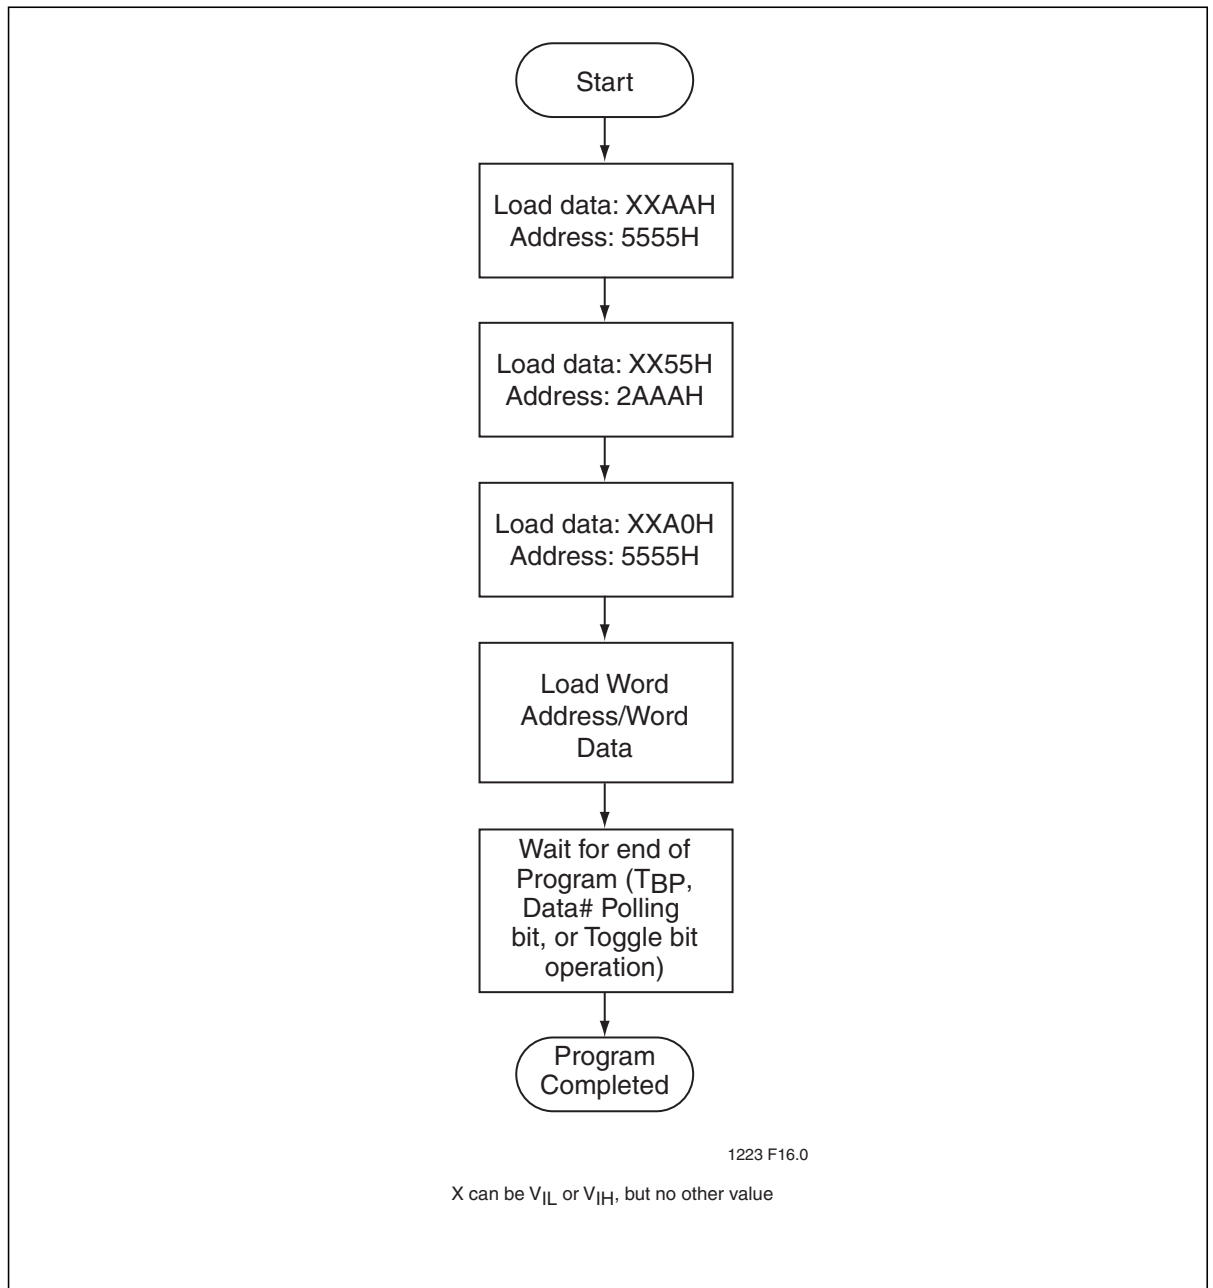 Start
Load data: XXAAH
Address: 5555H
Load data: XX55H
Address: 2AAAH
Load data: XXA0H
Address: 5555H
Load Word
Address/Word
Data
Wait for end of
Program (TBP,
Data# Polling
bit, or Toggle bit
operation)
Program
Completed
1223 F16.0
X can be VIL or VIH, but no other value